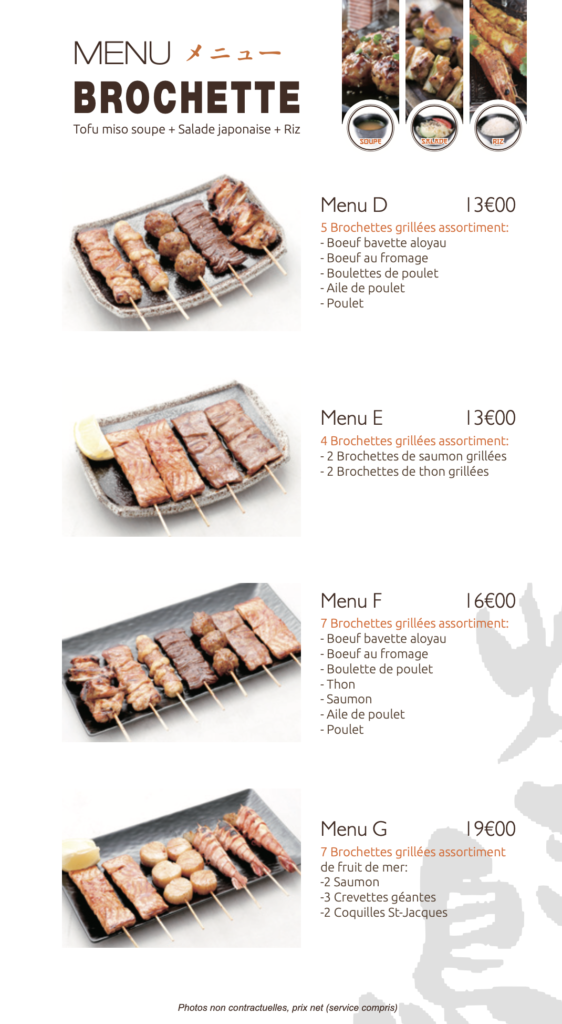 MENU メニュー
BROCHETTE
Tofu miso soupe + Salade japonaise + Riz
SOUPE
SALADE
RIZ
Menu D 13€00
5 Brochettes grillées assortiment:
- Boeuf bavette aloyau
- Boeuf au fromage
- Boulettes de poulet
- Aile de poulet
- Poulet
Menu E 13€00
4 Brochettes grillées assortiment:
- 2 Brochettes de saumon grillées
- 2 Brochettes de thon grillées
Menu F 16€00
7 Brochettes grillées assortiment:
- Boeuf bavette aloyau
- Boeuf au fromage
- Boulette de poulet
- Thon
- Saumon
- Aile de poulet
- Poulet
Menu G 19€00
7 Brochettes grillées assortiment
de fruit de mer:
-2 Saumon
-3 Crevettes géantes
-2 Coquilles St-Jacques
Photos non contractuelles, prix net (service compris)